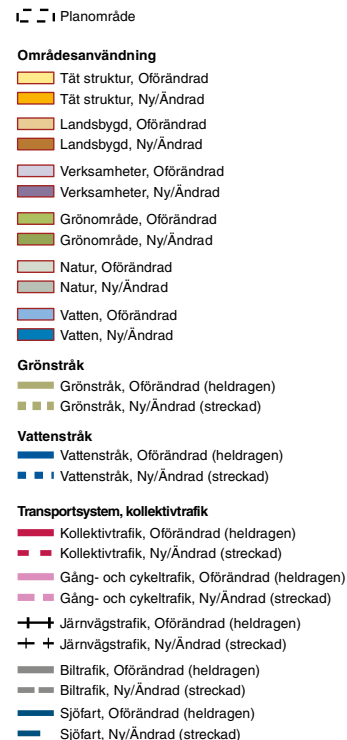 Planområde
Områdesanvändning
Tät struktur, Oförändrad
Tät struktur, Ny/Ändrad
Landsbygd, Oförändrad
Landsbygd, Ny/Ändrad
Verksamheter, Oförändrad
Verksamheter, Ny/Ändrad
Grönområde, Oförändrad
Grönområde, Ny/Ändrad
Natur, Oförändrad
Natur, Ny/Ändrad
Vatten, Oförändrad
Vatten, Ny/Ändrad
Grönstråk
Grönstråk, Oförändrad (heldragen)
Grönstråk, Ny/Ändrad (streckad)
Vattenstråk
Vattenstråk, Oförändrad (heldragen)
Vattenstråk, Ny/Ändrad (streckad)
Transportsystem, kollektivtrafik
Kollektivtrafik, Oförändrad (heldragen)
Kollektivtrafik, Ny/Ändrad (streckad)
Gång- och cykeltrafik, Oförändrad (heldragen)
Gång- och cykeltrafik, Ny/Ändrad (streckad)
Järnvägstrafik, Oförändrad (heldragen)
Järnvägstrafik, Ny/Ändrad (streckad)
Biltrafik, Oförändrad (heldragen)
Biltrafik, Ny/Ändrad (streckad)
Sjöfart, Oförändrad (heldragen)
Sjöfart, Ny/Ändrad (streckad)